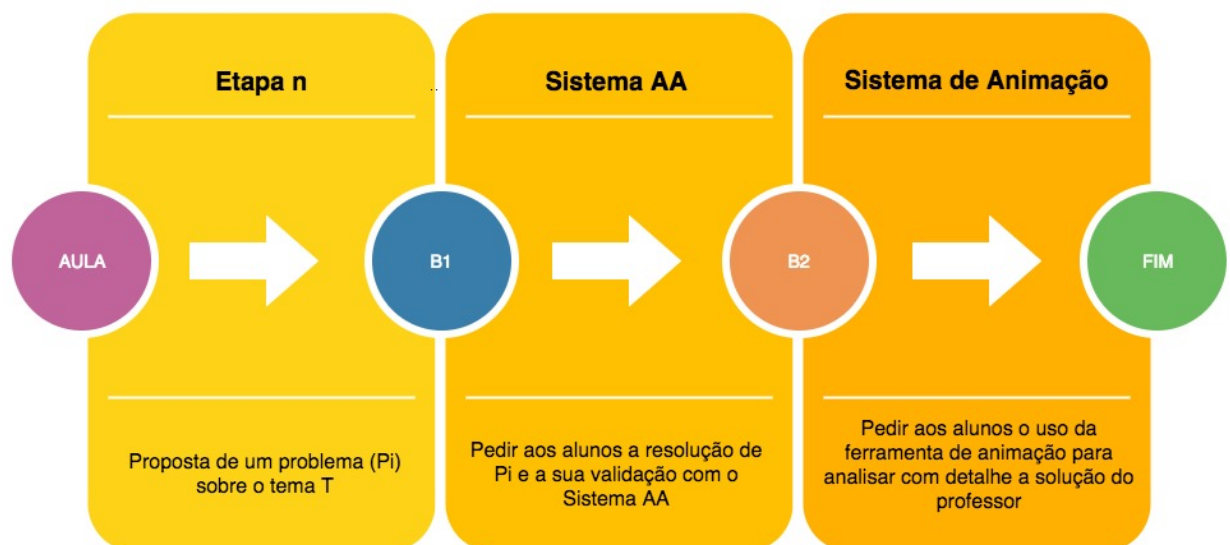 Etapa n
Sistema AA
Sistema de Animação
AULA
B1
B2
FIM
Proposta de um problema (Pi)
sobre o tema T
Pedir aos alunos a resolução de
Pi e a sua validação com o
Sistema AA
Pedir aos alunos o uso da
ferramenta de animação para
analisar com detalhe a solução do
professor